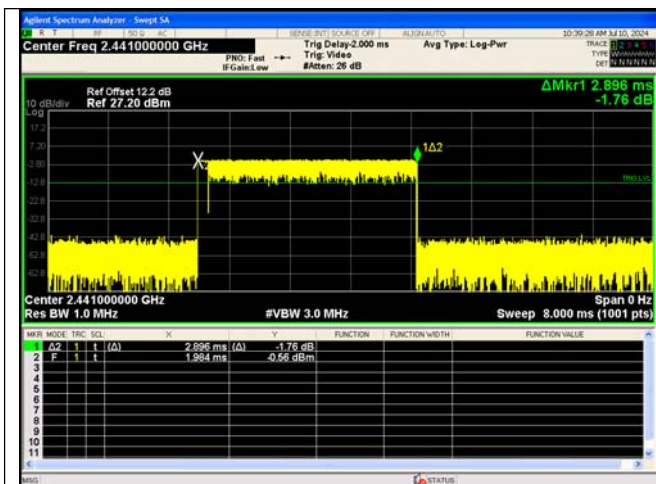 Agilent Spectrum Analyzer - Swept SA
R T RF 50 Ω AC SENSE:INT SOURCE OFF ALIGN AUTO 10:39:28 AM Jul 10, 2024
Center Freq 2.441000000 GHz
Trig Delay-2.000 ms Avg Type: Log-Pwr TRACE 1 2 3 4 5 6
PNO: Fast Trig: Video TYPE
IFGain:Low #Atten: 26 dB DET N N N N N N
ΔMkr1 2.896 ms
-1.76 dB
Ref Offset 12.2 dB
10 dB/div Ref 27.20 dBm
Log
17.2
7.20
-2.80
-12.8
-22.8
-32.8
-42.8
-52.8
-62.8
X2
1Δ2
TRIG LVL
Center 2.441000000 GHz Span 0 Hz
Res BW 1.0 MHz #VBW 3.0 MHz Sweep 8.000 ms (1001 pts)
MKR MODE TRC SCL X Y FUNCTION FUNCTION WIDTH FUNCTION VALUE
1 Δ2 1 t (Δ) 2.896 ms (Δ) -1.76 dB
2 F 1 t 1.984 ms -0.56 dBm
3
4
5
6
7
8
9
10
11
MSG STATUS